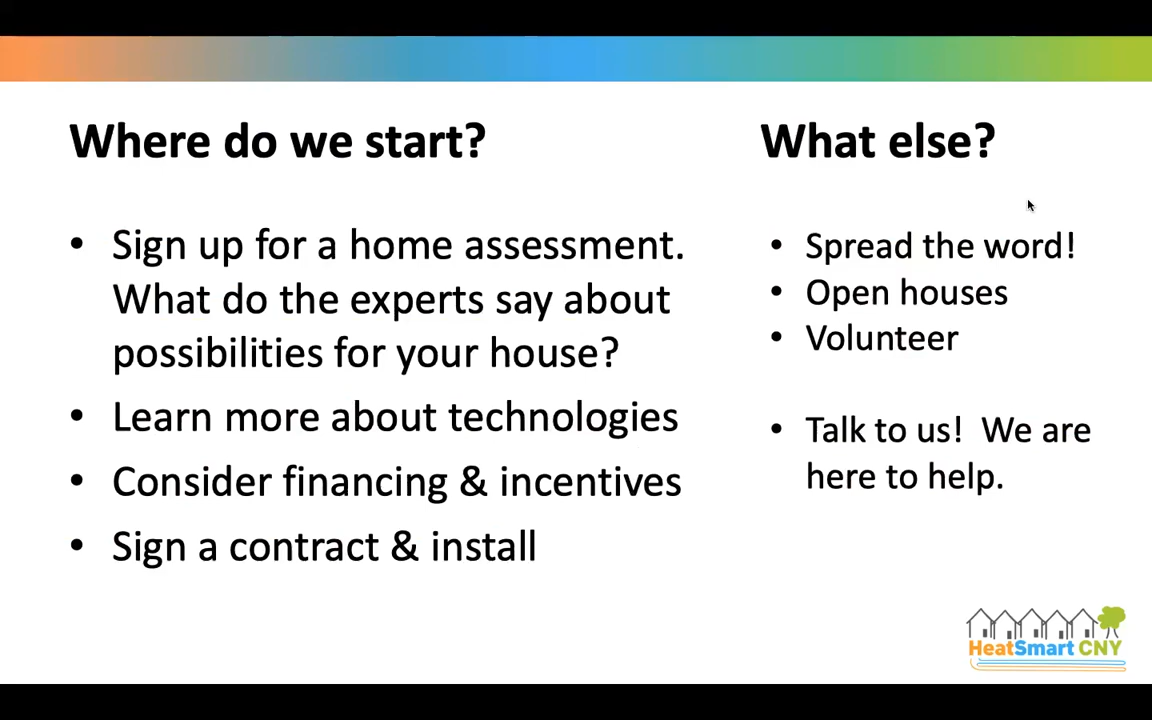 Where do we start?
• Sign up for a home assessment.
What do the experts say about
possibilities for your house?
• Learn more about technologies
• Consider financing & incentives
• Sign a contract & install
What else?
• Spread the word!
• Open houses
• Volunteer
• Talk to us!  We are
here to help.
HeatSmart CNY